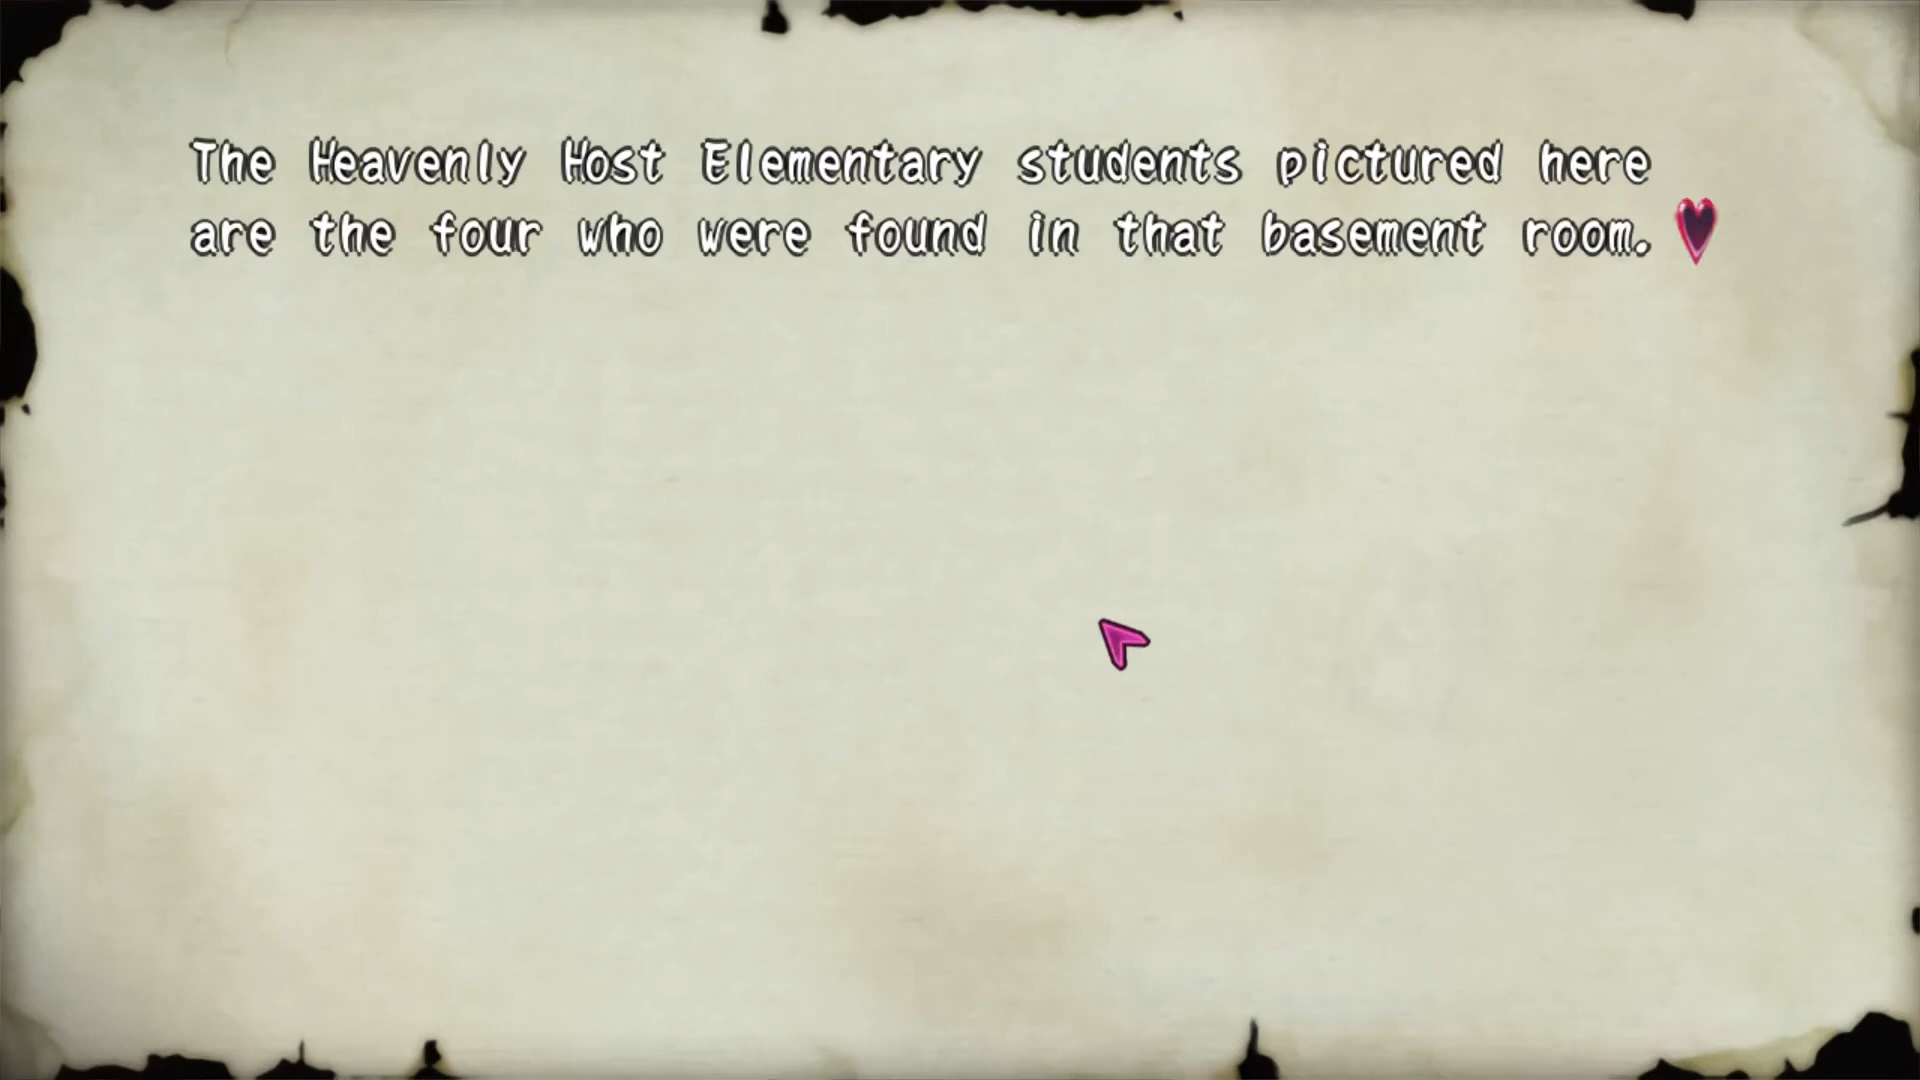 The Heavenly Host Elementary students pictured here
are the four who were found in that basement room.